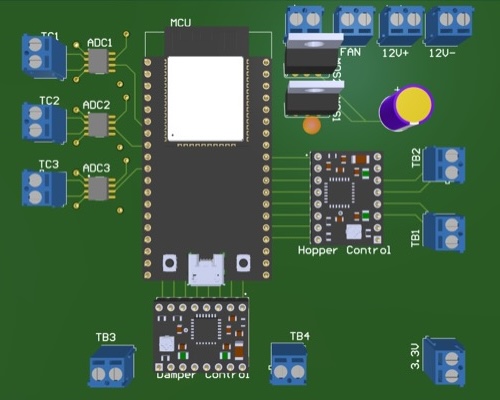 MCU
TC1
ADC1
FAN
12V+
12V-
TC2
ADC2
TB2
TC3
ADC3
TB1
Hopper Control
TB3
TB4
3.3V
Damper Control